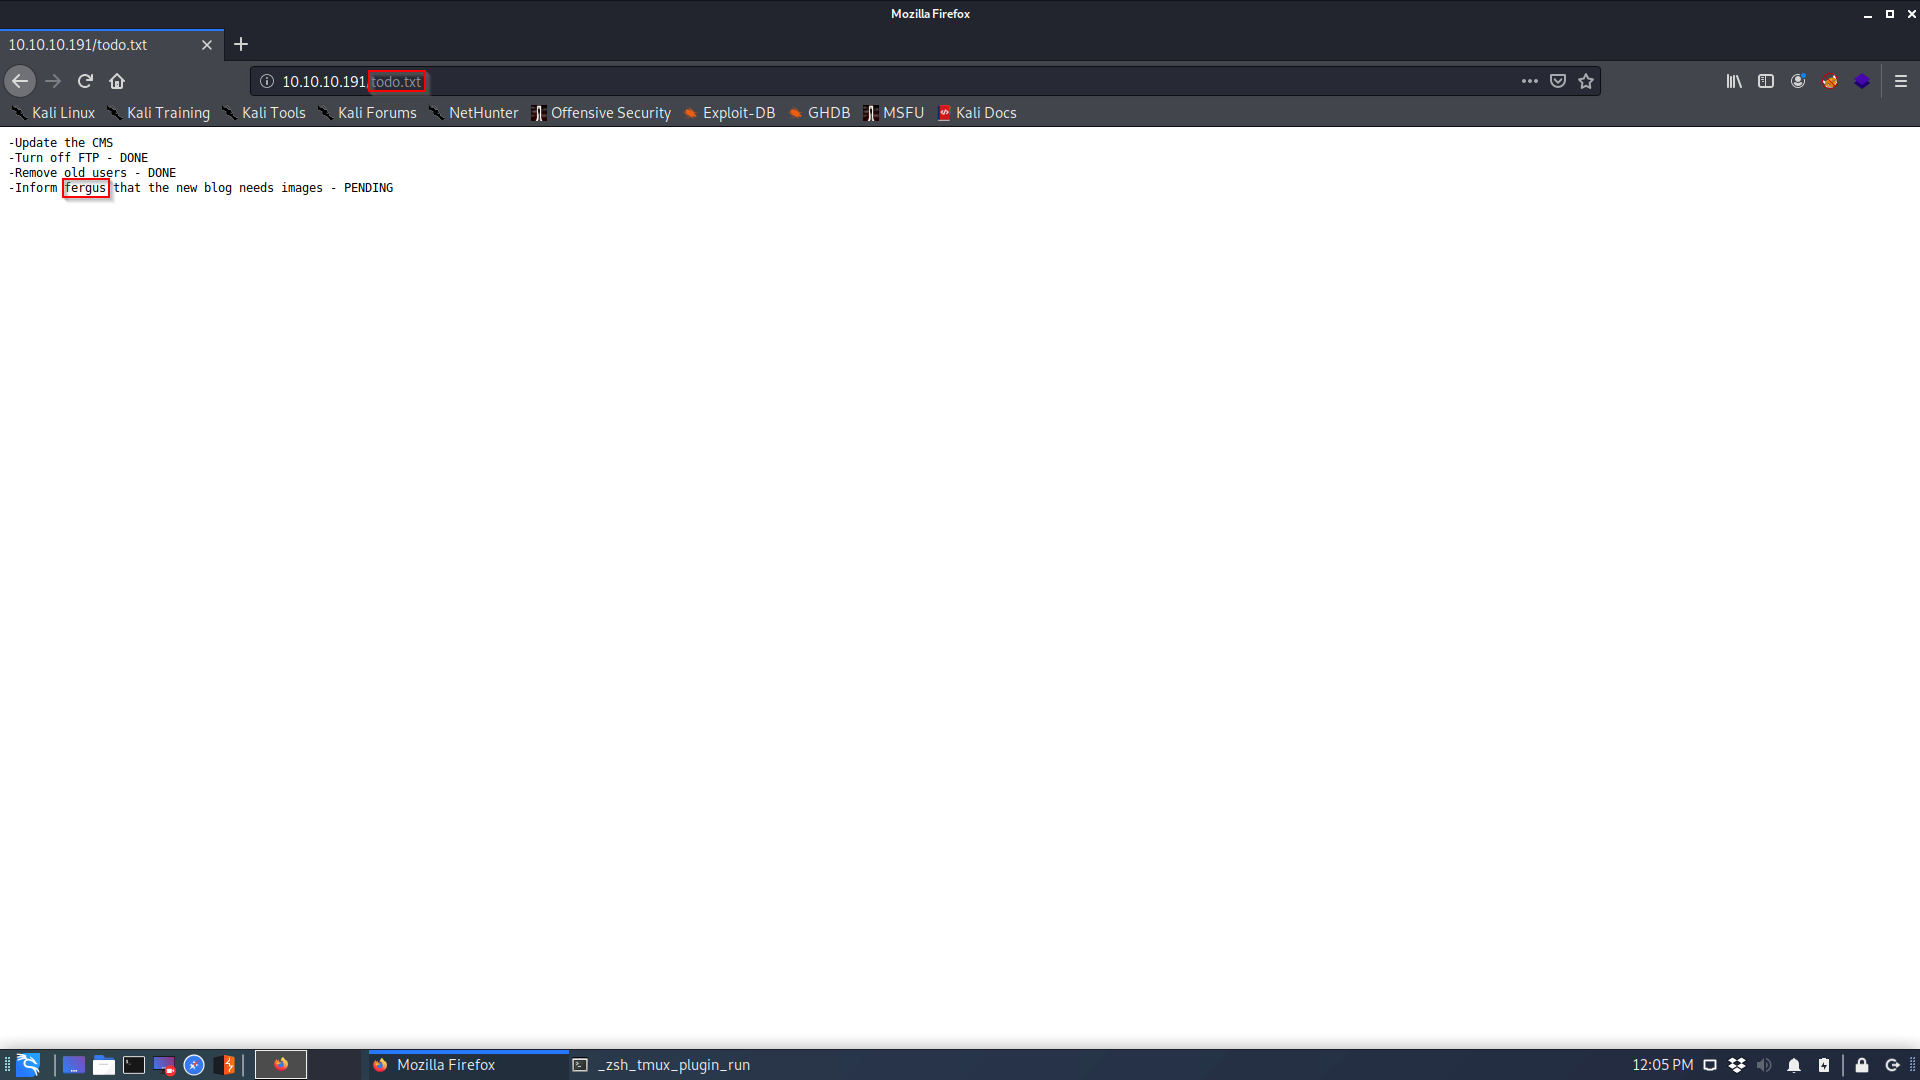 Mozilla Firefox
10.10.10.191/todo.txt
10.10.10.191/todo.txt
Kali Linux Kali Training Kali Tools Kali Forums NetHunter Offensive Security Exploit-DB GHDB MSFU Kali Docs
-Update the CMS
-Turn off FTP - DONE
-Remove old users - DONE
-Inform fergus that the new blog needs images - PENDING
Mozilla Firefox _zsh_tmux_plugin_run 12:05 PM